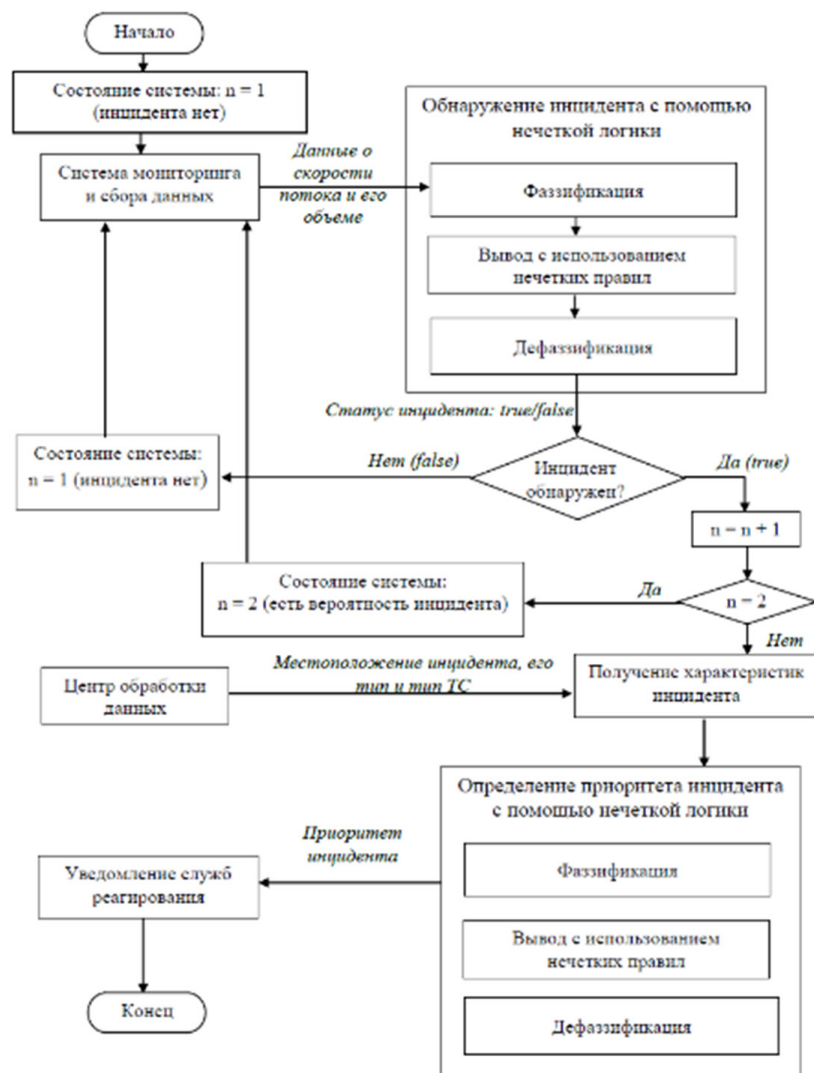 Начало
Состояние системы: n = 1
(инцидента нет)
Система мониторинга
и сбора данных
Данные о
скорости
потока и его
объеме
Обнаружение инцидента с помощью
нечеткой логики
Фаззификация
Вывод с использованием
нечетких правил
Дефаззификация
Статус инцидента: true/false
Инцидент
обнаружен?
Нет (false)
Да (true)
Состояние системы:
n = 1 (инцидента нет)
n = n + 1
n = 2
Да
Нет
Состояние системы:
n = 2 (есть вероятность инцидента)
Центр обработки
данных
Местоположение инцидента, его
тип и тип ТС
Получение характеристик
инцидента
Определение приоритета инцидента
с помощью нечеткой логики
Фаззификация
Вывод с использованием
нечетких правил
Дефаззификация
Приоритет
инцидента
Уведомление служб
реагирования
Конец